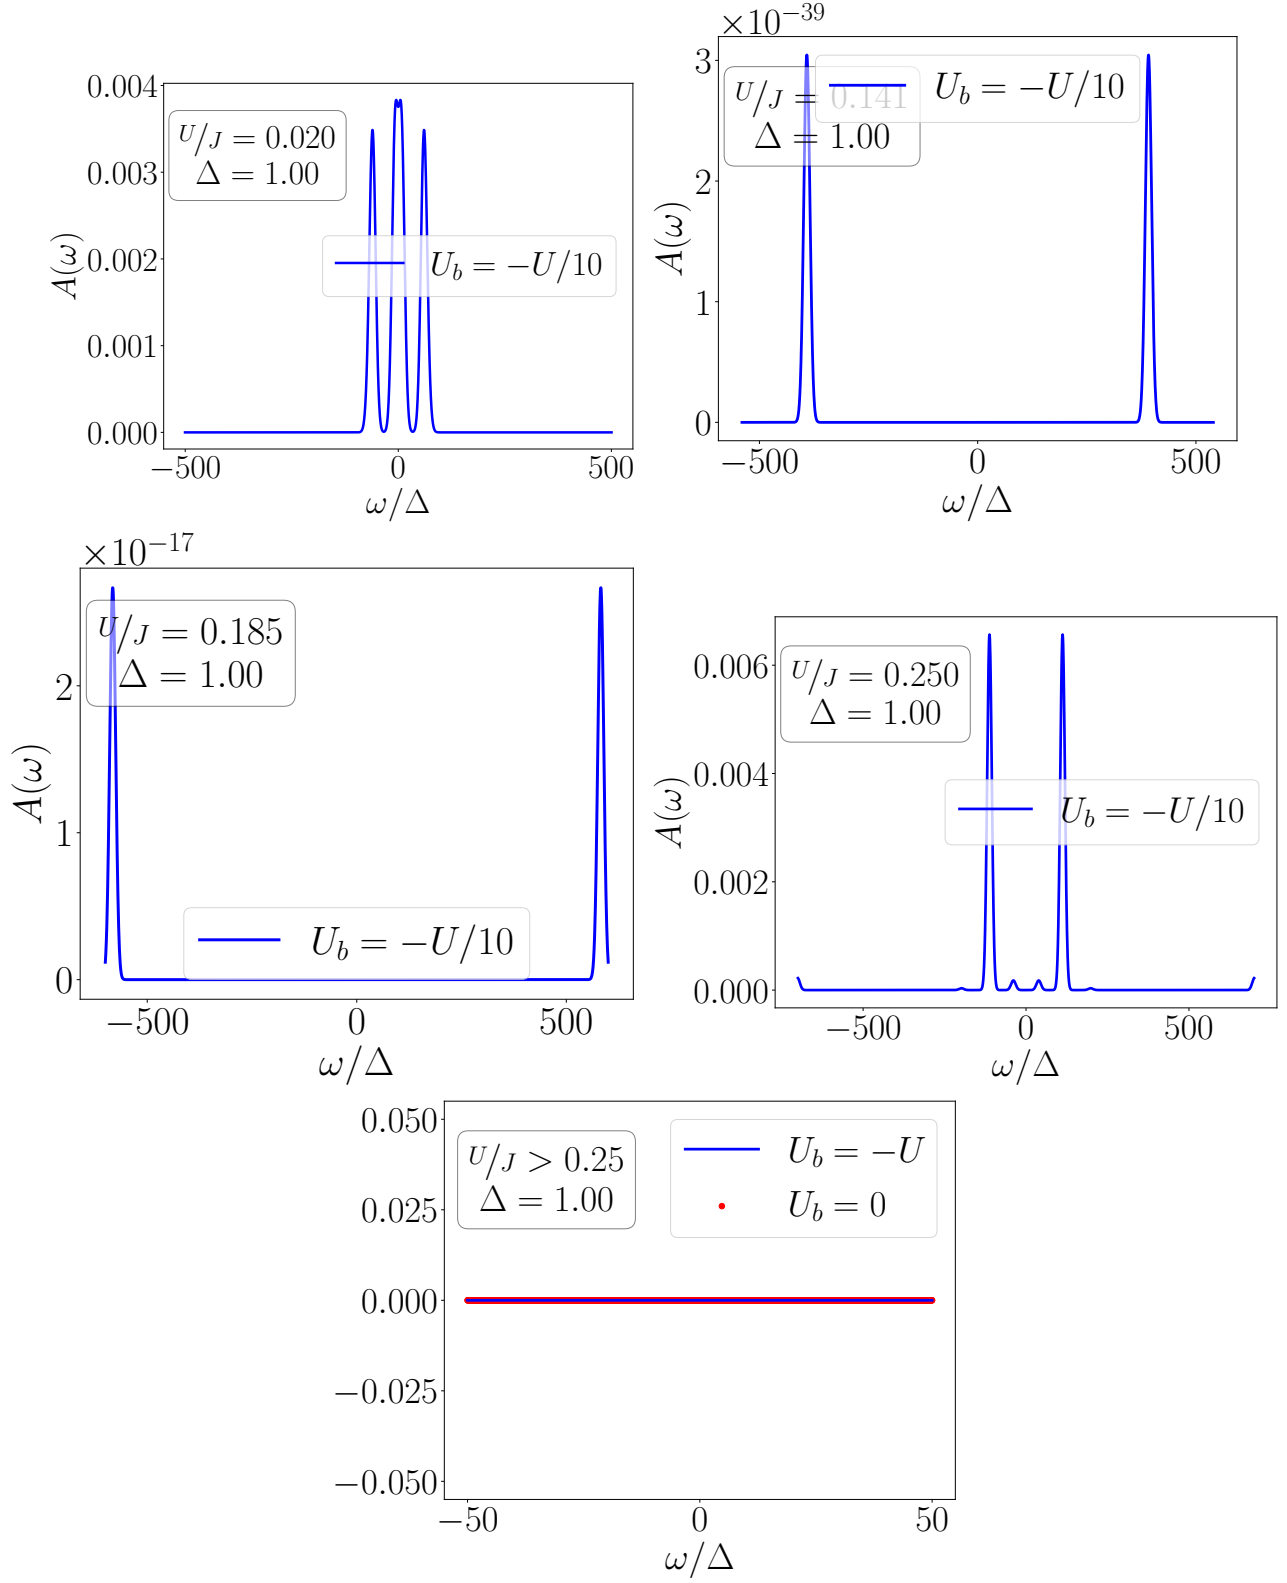 0.004
0.003
0.002
0.001
0.000
A(ω)
U/J = 0.020
Δ = 1.00
U_b = −U/10
−500 0 500
ω/Δ
×10^−39
3
2
1
0
A(ω)
U/J = 0.141
Δ = 1.00
U_b = −U/10
−500 0 500
ω/Δ
×10^−17
2
1
0
A(ω)
U/J = 0.185
Δ = 1.00
U_b = −U/10
−500 0 500
ω/Δ
0.006
0.004
0.002
0.000
A(ω)
U/J = 0.250
Δ = 1.00
U_b = −U/10
−500 0 500
ω/Δ
0.050
0.025
0.000
−0.025
−0.050
U/J > 0.25
Δ = 1.00
U_b = −U
U_b = 0
−50 0 50
ω/Δ